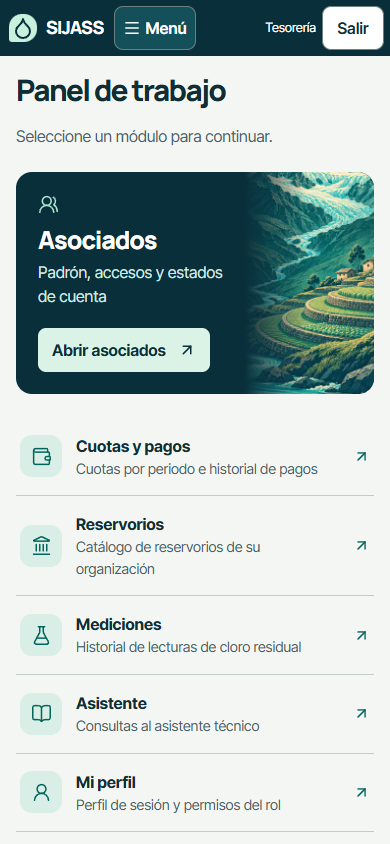 SIJASS
Menú
Tesorería
Salir
Panel de trabajo
Seleccione un módulo para continuar.
Asociados
Padrón, accesos y estados
de cuenta
Abrir asociados
Cuotas y pagos
Cuotas por periodo e historial de pagos
Reservorios
Catálogo de reservorios de su
organización
Mediciones
Historial de lecturas de cloro residual
Asistente
Consultas al asistente técnico
Mi perfil
Perfil de sesión y permisos del rol